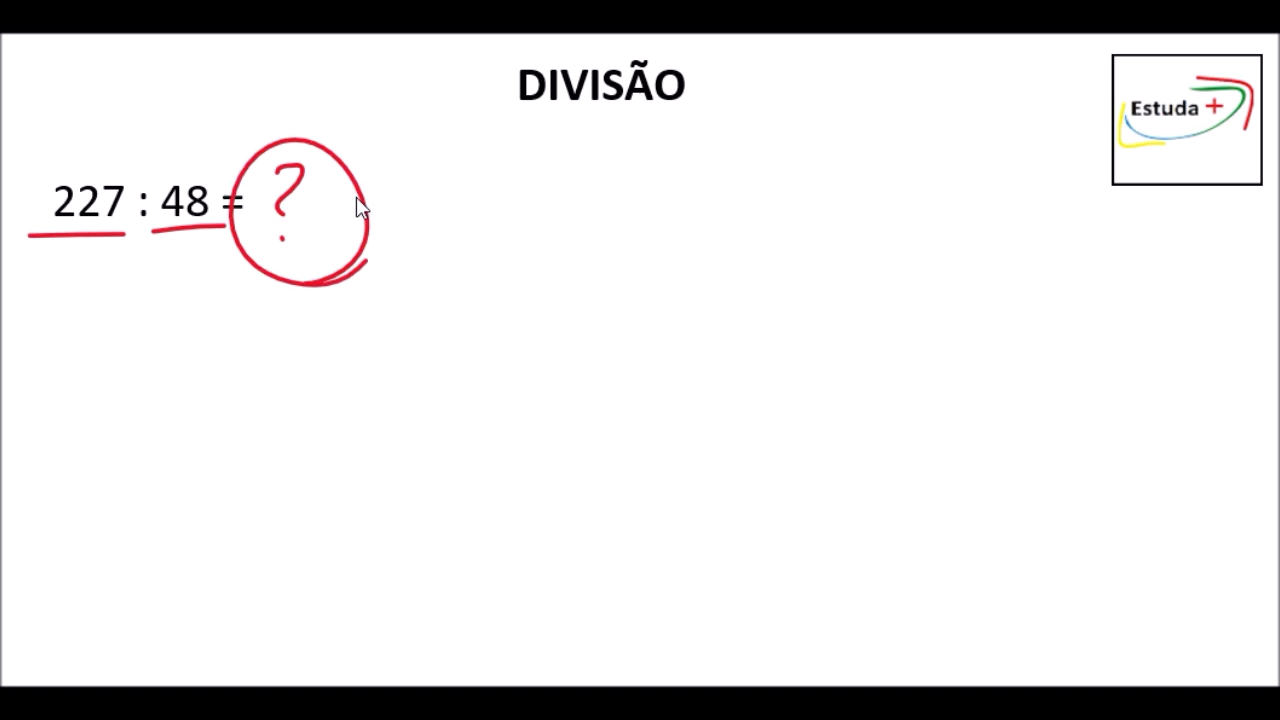 DIVISÃO
Estuda +
227 : 48 = ?